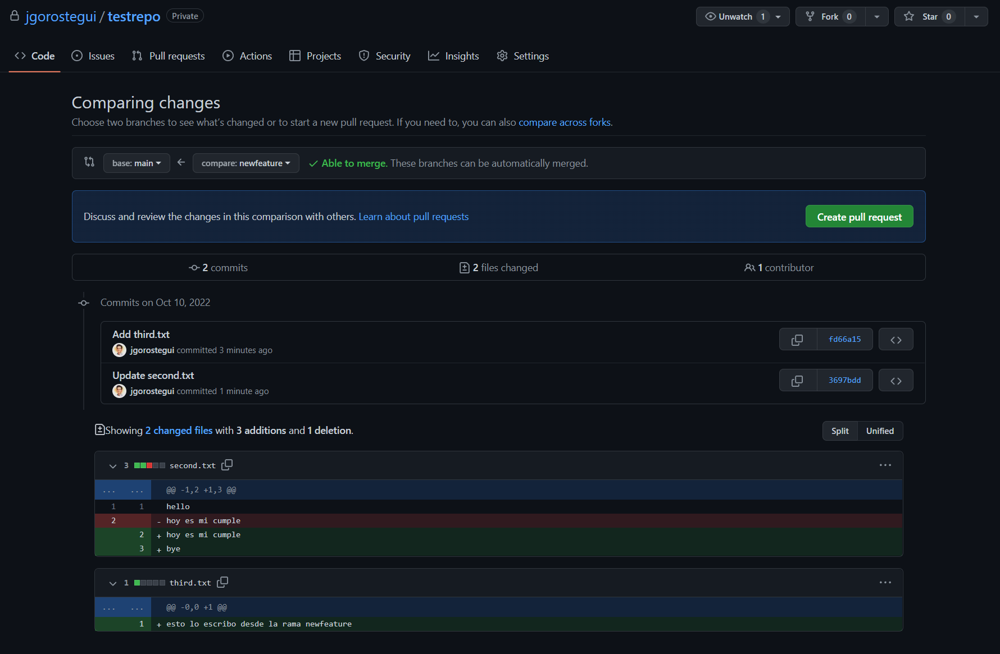 jgorostegui / testrepo Private
Unwatch 1 Fork 0 Star 0
Code Issues Pull requests Actions Projects Security Insights Settings
Comparing changes
Choose two branches to see what's changed or to start a new pull request. If you need to, you can also compare across forks.
base: main compare: newfeature Able to merge. These branches can be automatically merged.
Discuss and review the changes in this comparison with others. Learn about pull requests Create pull request
2 commits 2 files changed 1 contributor
Commits on Oct 10, 2022
Add third.txt
jgorostegui committed 3 minutes ago
fd66a15
Update second.txt
jgorostegui committed 1 minute ago
3697bdd
Showing 2 changed files with 3 additions and 1 deletion.
Split Unified
3 second.txt
... ... @@ -1,2 +1,3 @@
1 1 hello
2 - hoy es mi cumple
2 + hoy es mi cumple
3 + bye
1 third.txt
... ... @@ -0,0 +1 @@
1 + esto lo escribo desde la rama newfeature